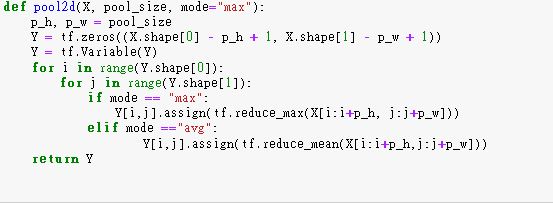 def pool2d(X, pool_size, mode="max"):
    p_h, p_w = pool_size
    Y = tf.zeros((X.shape[0] - p_h + 1, X.shape[1] - p_w + 1))
    Y = tf.Variable(Y)
    for i in range(Y.shape[0]):
        for j in range(Y.shape[1]):
            if mode == "max":
                Y[i,j].assign(tf.reduce_max(X[i:i+p_h, j:j+p_w]))
            elif mode =="avg":
                Y[i,j].assign(tf.reduce_mean(X[i:i+p_h,j:j+p_w]))
    return Y